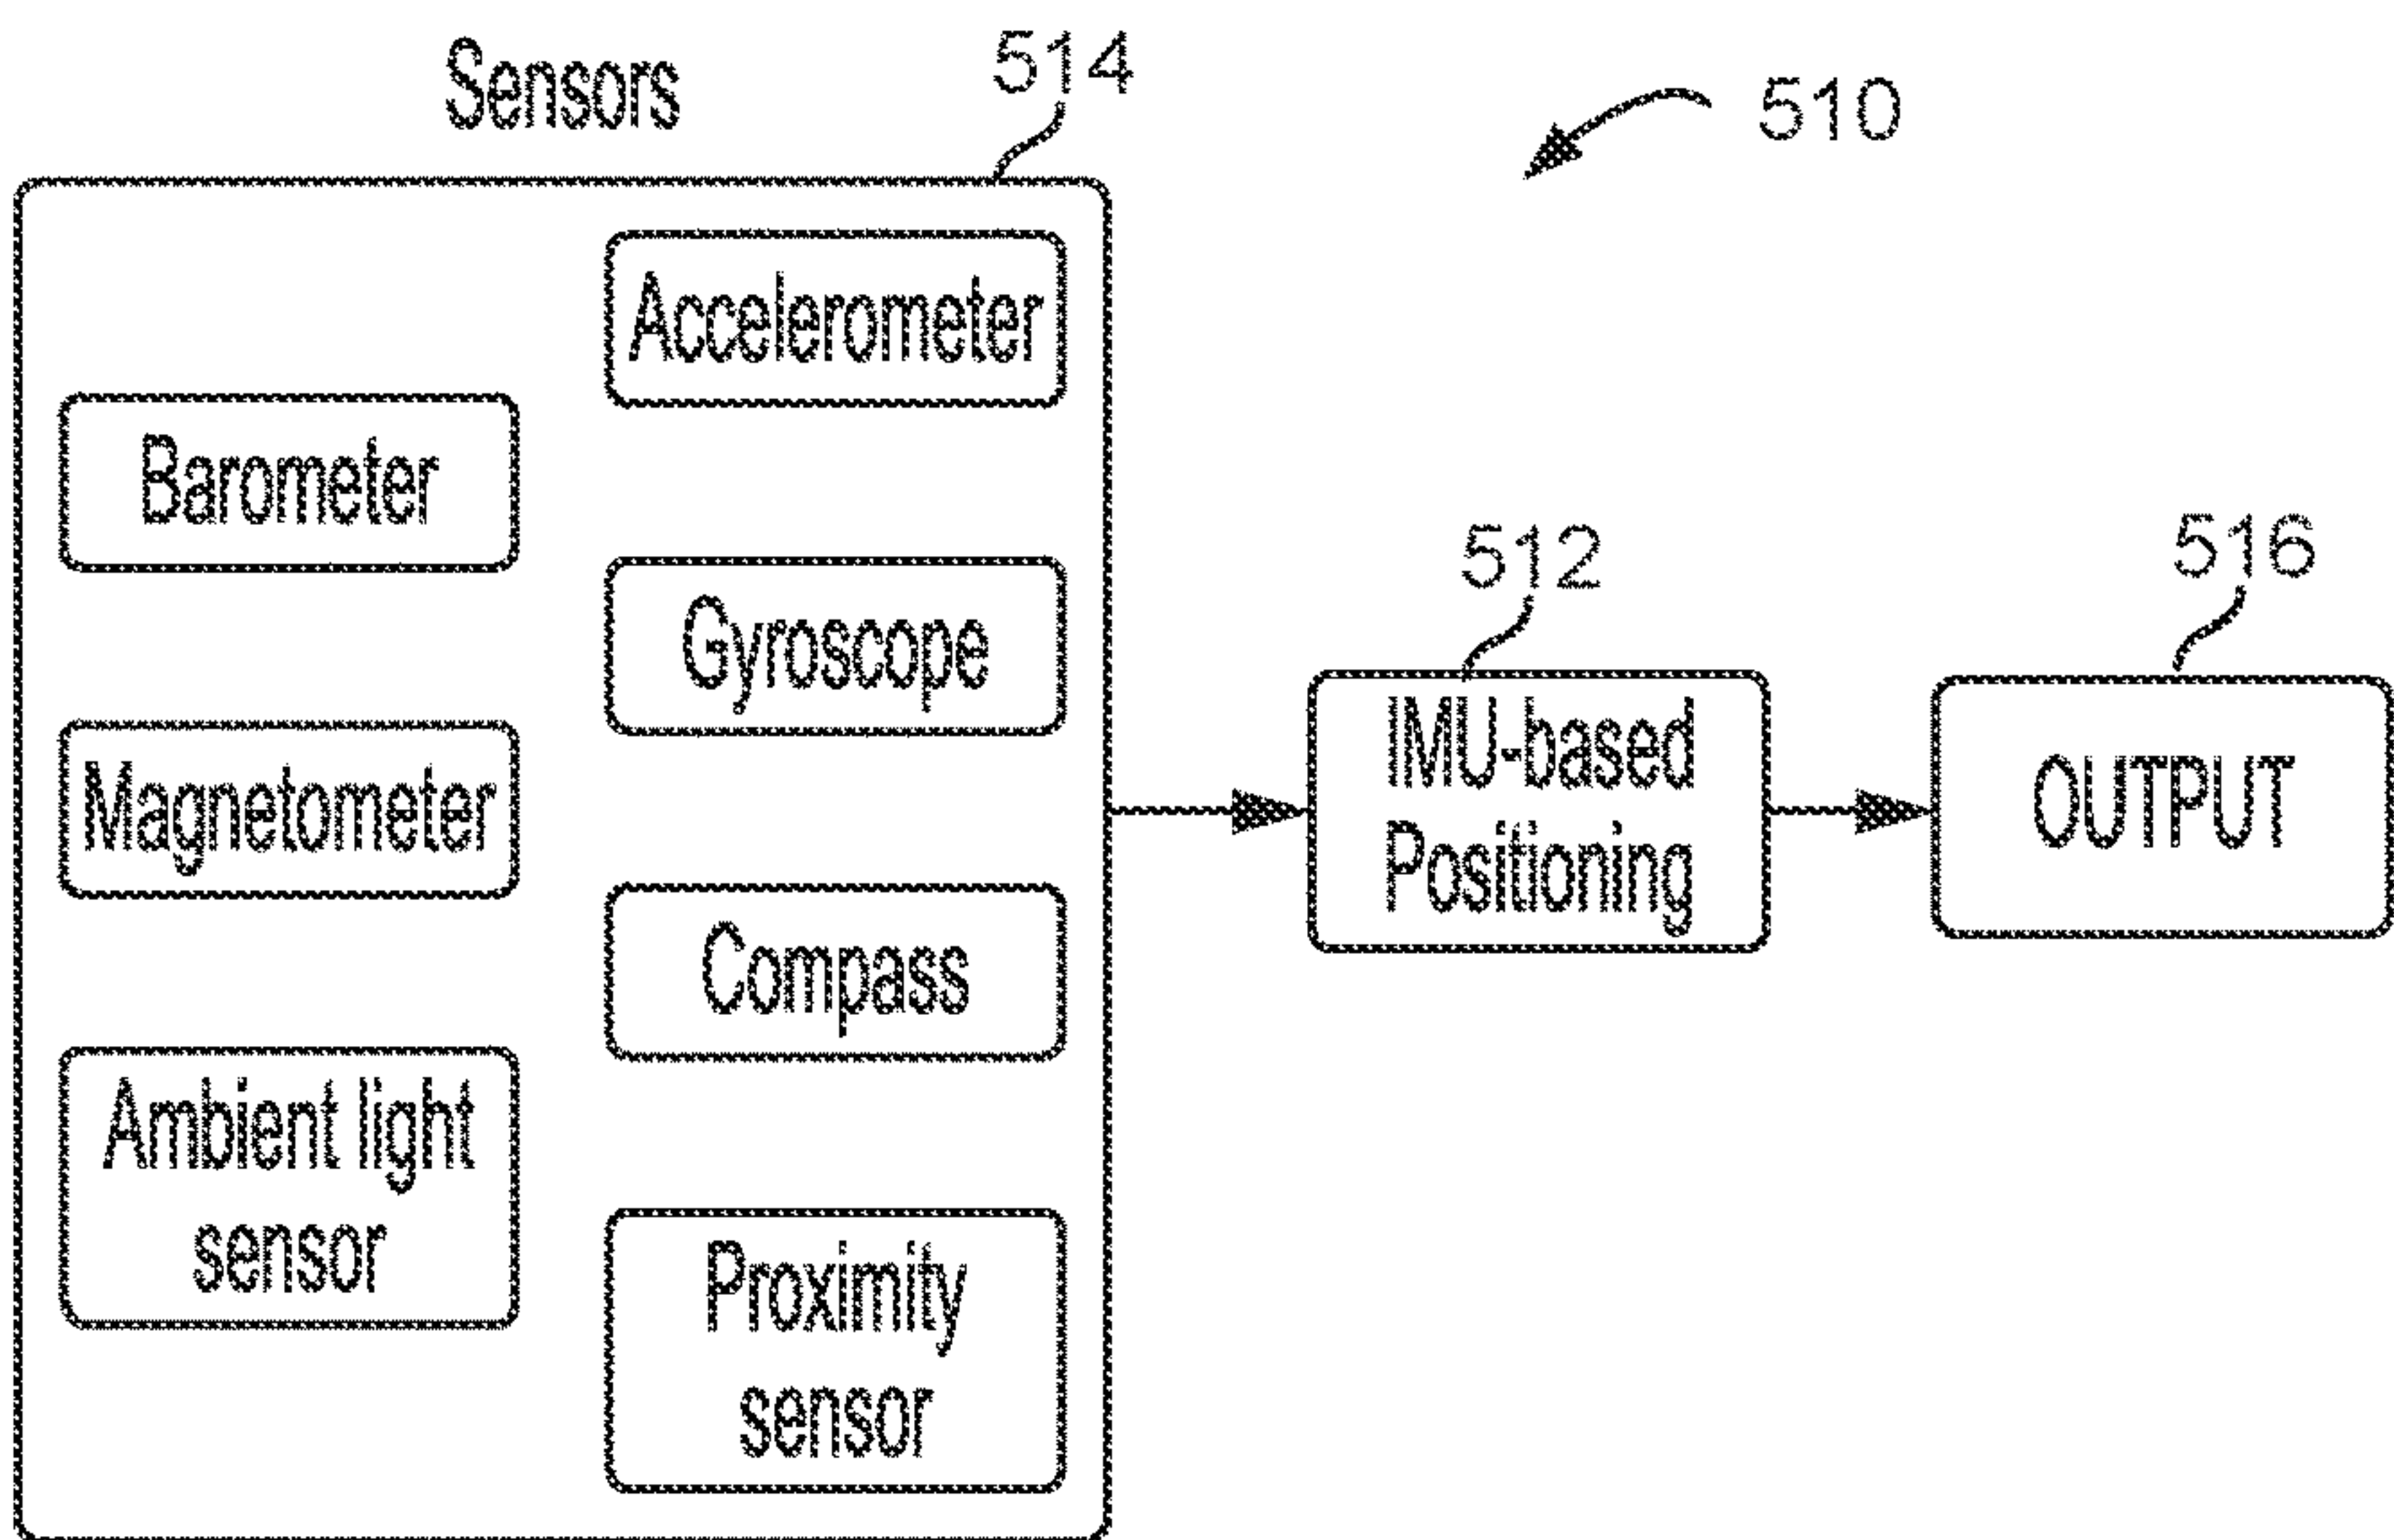 Sensors
514
510
Accelerometer
Barometer
Gyroscope
Magnetometer
Compass
Ambient light
sensor
Proximity
sensor
512
IMU-based
Positioning
516
OUTPUT